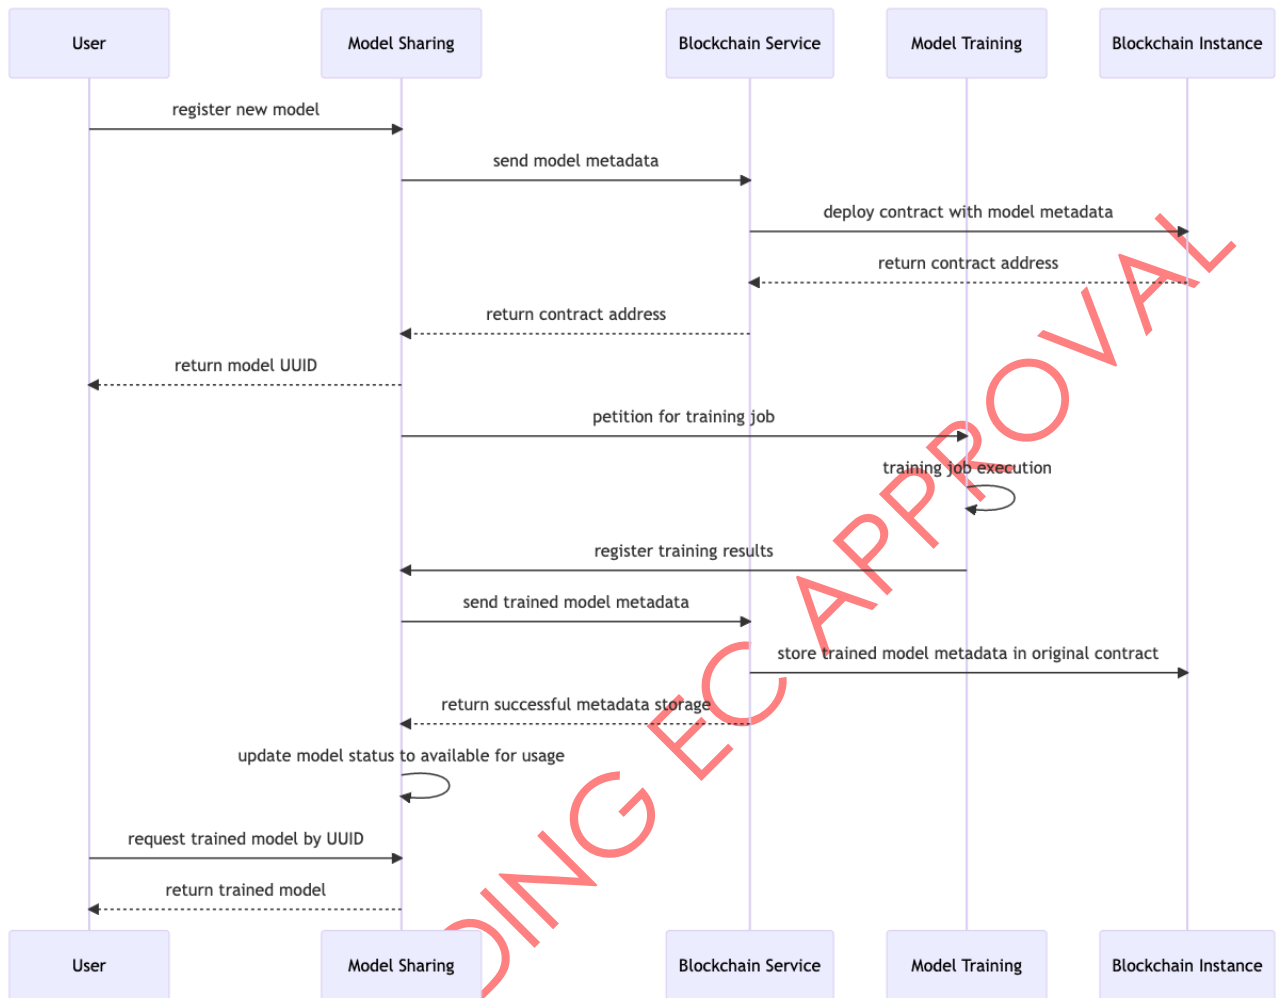 User
Model Sharing
Blockchain Service
Model Training
Blockchain Instance
register new model
send model metadata
deploy contract with model metadata
return contract address
return contract address
return model UUID
petition for training job
training job execution
register training results
send trained model metadata
store trained model metadata in original contract
return successful metadata storage
update model status to available for usage
request trained model by UUID
return trained model
User
Model Sharing
Blockchain Service
Model Training
Blockchain Instance
DING EC APPROVAL